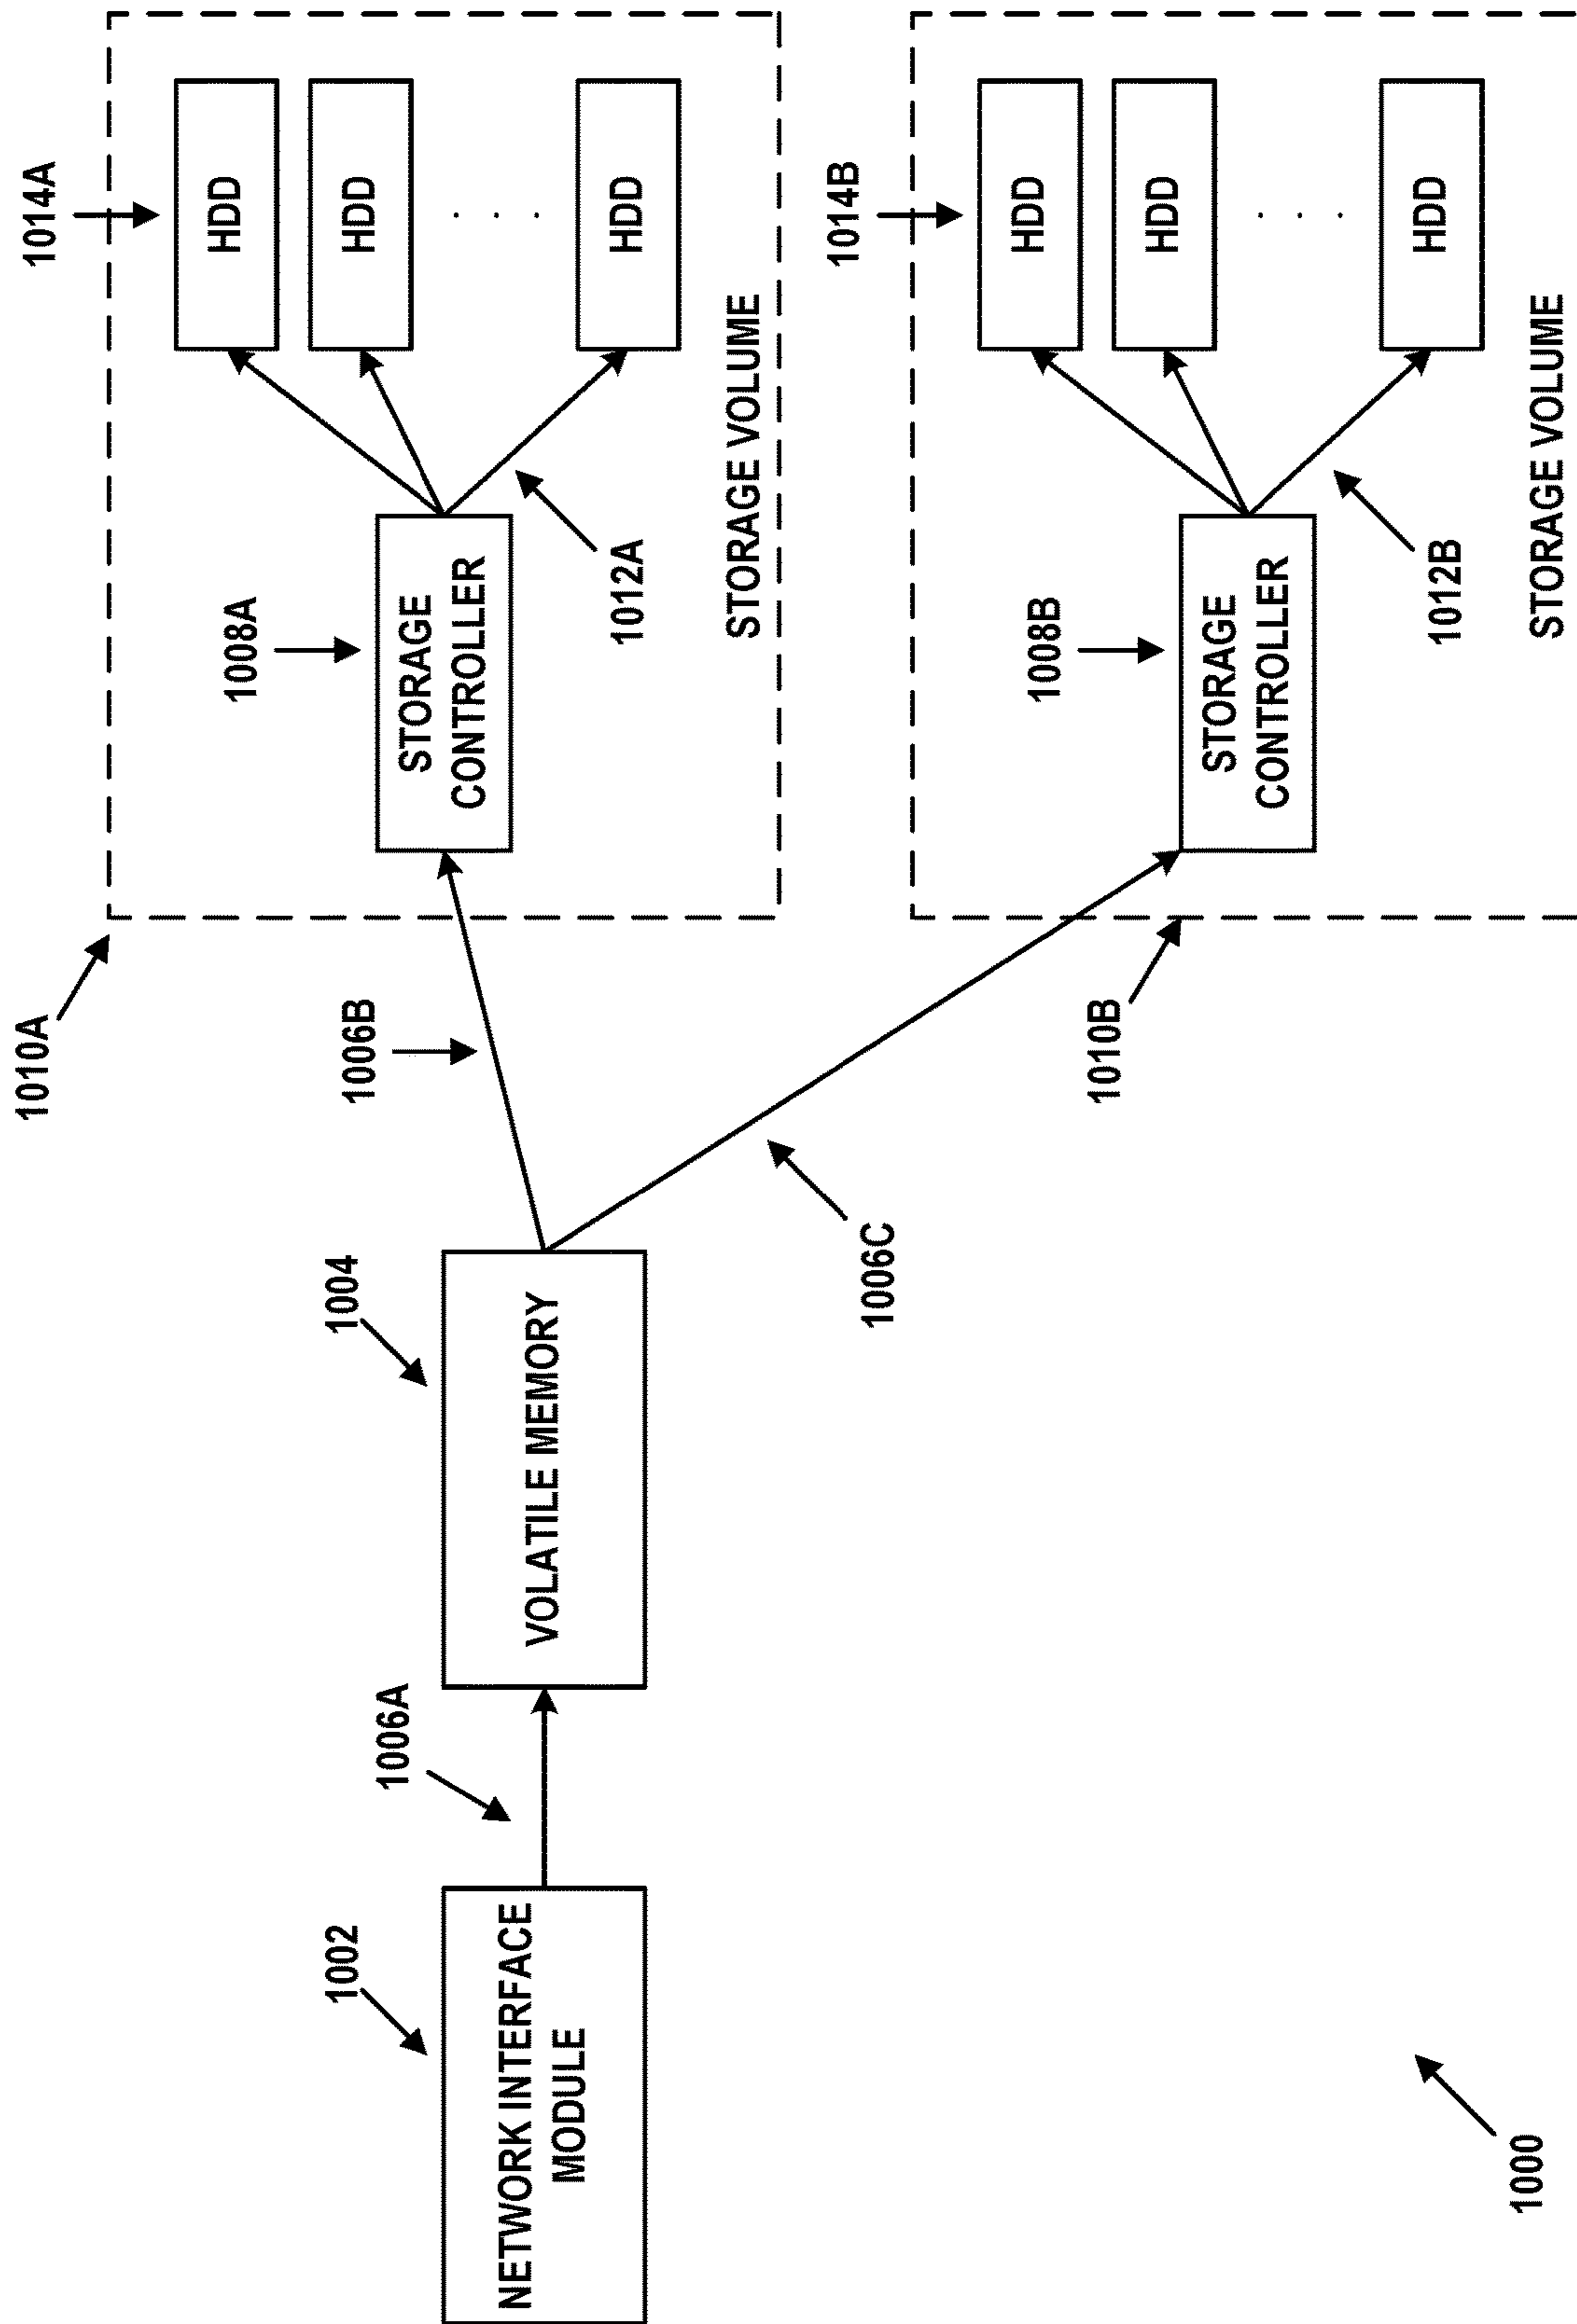 1010A
1014A
HDD
HDD
. . .
HDD
1008A
STORAGE
CONTROLLER
1012A
STORAGE VOLUME
1006B
1002
NETWORK INTERFACE
MODULE
1006A
1004
VOLATILE MEMORY
1006C
1010B
1014B
HDD
HDD
. . .
HDD
1008B
STORAGE
CONTROLLER
1012B
STORAGE VOLUME
1000